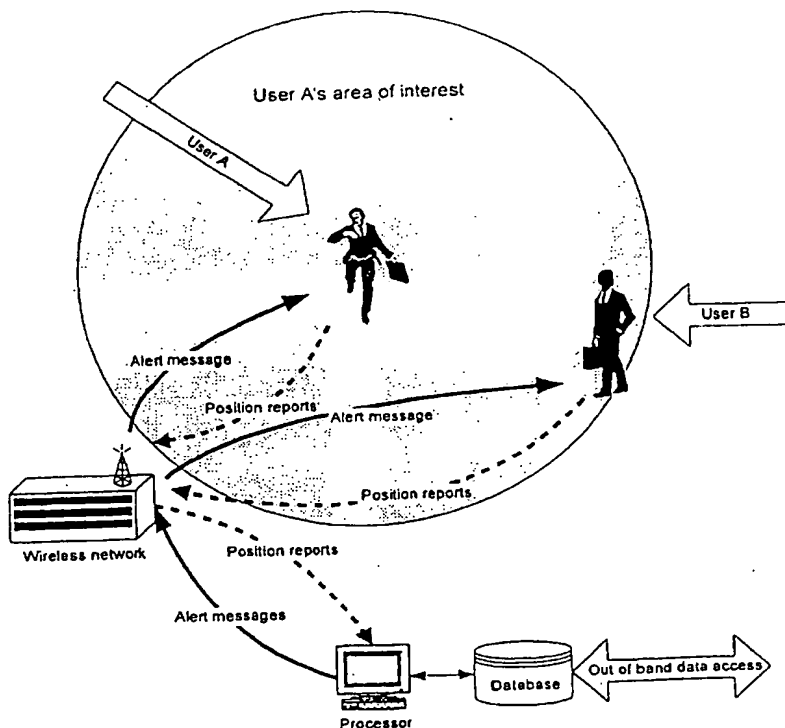 User A's area of interest
User A
User B
Alert message
Position reports
Alert message
Position reports
Wireless network
Position reports
Alert messages
Out of band data access
Database
Processor